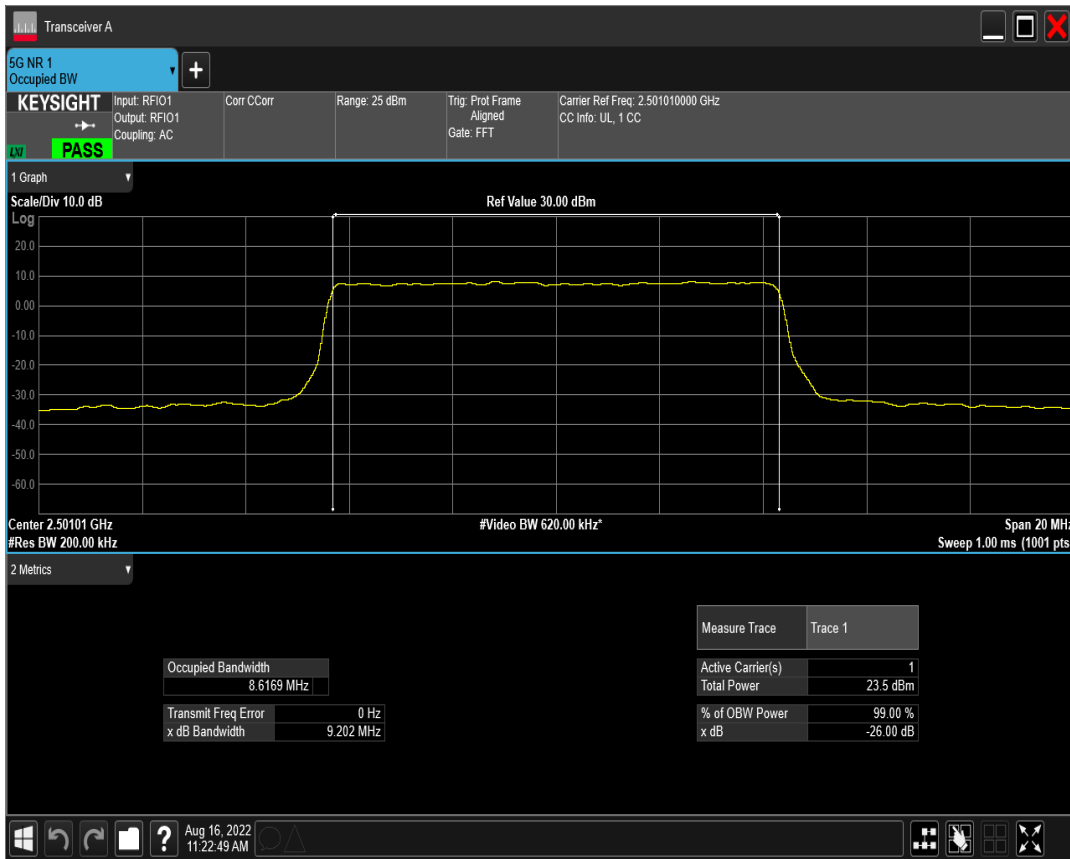 Transceiver A
5G NR 1
Occupied BW
KEYSIGHT
LXI
PASS
Input: RFIO1
Output: RFIO1
Coupling: AC
Corr CCorr
Range: 25 dBm
Trig: Prot Frame
Aligned
Gate: FFT
Carrier Ref Freq: 2.501010000 GHz
CC Info: UL, 1 CC
1 Graph
Scale/Div 10.0 dB
Ref Value 30.00 dBm
Log
20.0
10.0
0.00
-10.0
-20.0
-30.0
-40.0
-50.0
-60.0
Center 2.50101 GHz
#Video BW 620.00 kHz*
Span 20 MHz
#Res BW 200.00 kHz
Sweep 1.00 ms (1001 pts
2 Metrics
Measure Trace Trace 1
Occupied Bandwidth
8.6169 MHz
Active Carrier(s) 1
Total Power 23.5 dBm
Transmit Freq Error 0 Hz
x dB Bandwidth 9.202 MHz
% of OBW Power 99.00 %
x dB -26.00 dB
?
Aug 16, 2022
11:22:49 AM